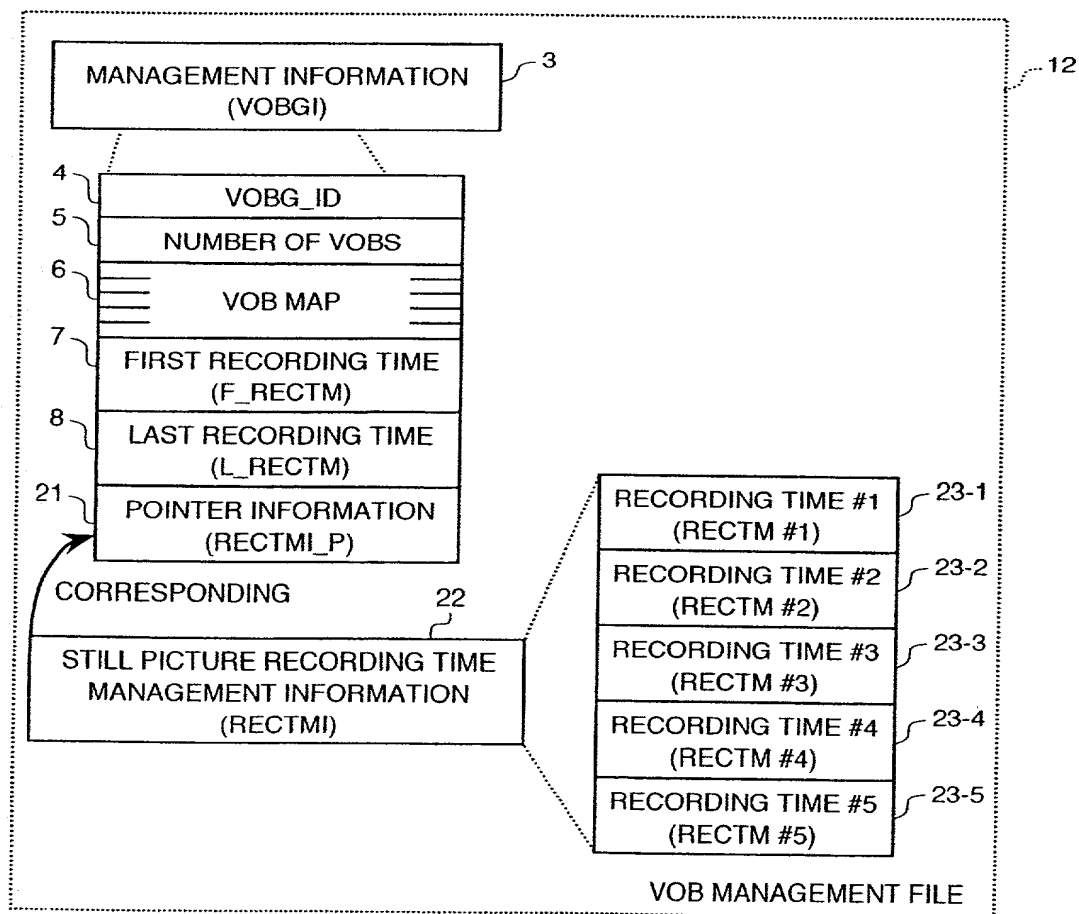 MANAGEMENT INFORMATION
(VOBGI)
3
12
4
VOBG_ID
5
NUMBER OF VOBS
6
VOB MAP
7
FIRST RECORDING TIME
(F_RECTM)
8
LAST RECORDING TIME
(L_RECTM)
21
POINTER INFORMATION
(RECTMI_P)
CORRESPONDING
22
STILL PICTURE RECORDING TIME
MANAGEMENT INFORMATION
(RECTMI)
RECORDING TIME #1
(RECTM #1)
23-1
RECORDING TIME #2
(RECTM #2)
23-2
RECORDING TIME #3
(RECTM #3)
23-3
RECORDING TIME #4
(RECTM #4)
23-4
RECORDING TIME #5
(RECTM #5)
23-5
VOB MANAGEMENT FILE